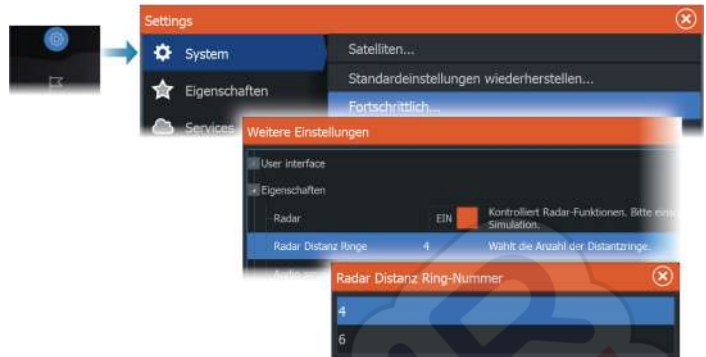 Settings
System
Satelliten...
Eigenschaften
Standardeinstellungen wiederherstellen...
Services
Fortschrittlich...
Weitere Einstellungen
User interface
Eigenschaften
Radar
EIN
Kontrolliert Radar-Funktionen. Bitte
Simulation.
Radar Distanz Ringe
4
Wählt die Anzahl der Distantzringe.
Radar Distanz Ring-Nummer
4
6